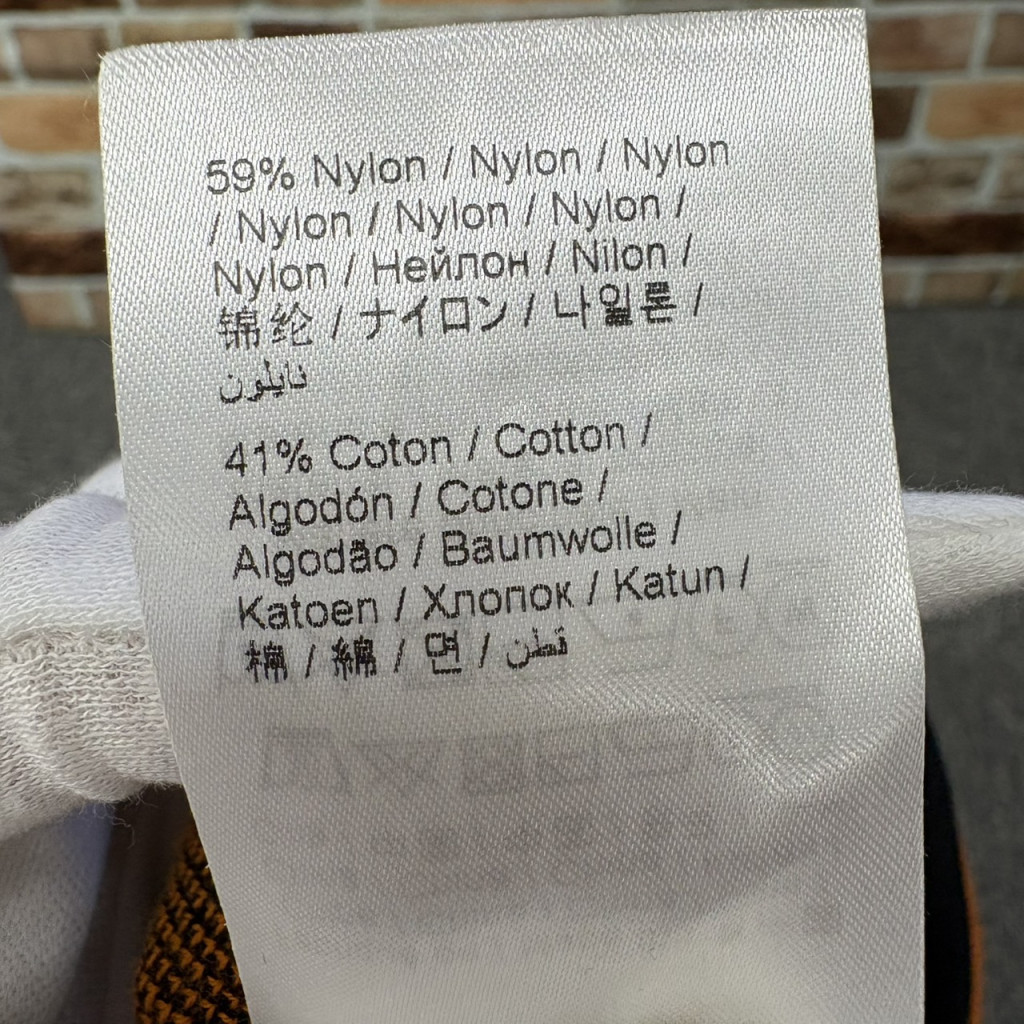 59% Nylon / Nylon / Nylon
/ Nylon / Nylon / Nylon /
Nylon / Нейлон / Nilon /
锦纶 / ナイロン / 나일론 /
نايلون
41% Coton / Cotton /
Algodón / Cotone /
Algodão / Baumwolle /
Katoen / Хлопок / Katun /
棉 / 綿 / 면 / قطن